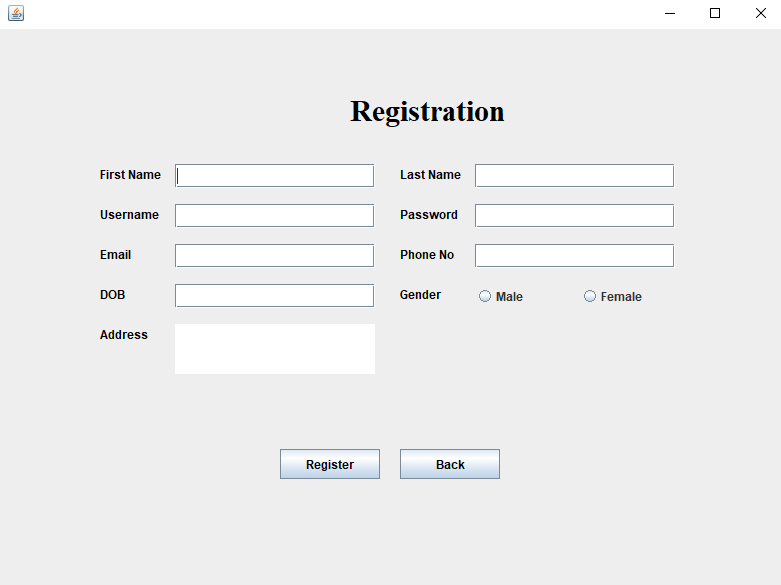 Registration
First Name Last Name
Username Password
Email Phone No
DOB Gender Male Female
Address
Register Back